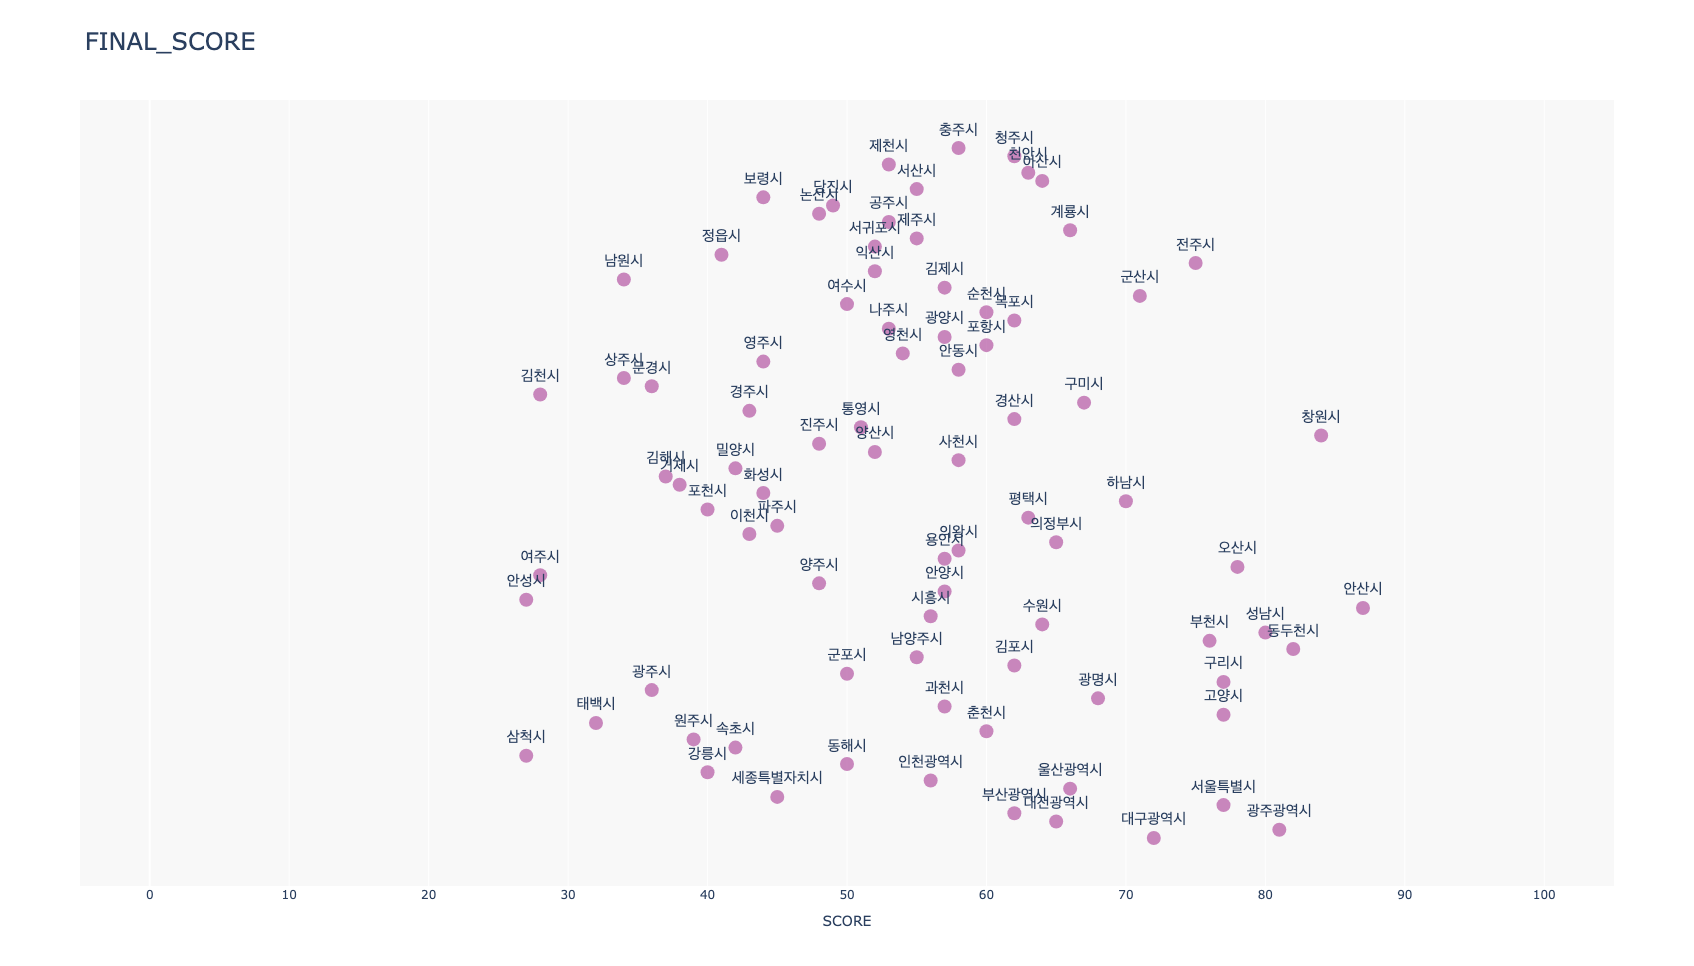 FINAL_SCORE
충주시
청주시
제천시
천안시
아산시
서산시
보령시
당진시
논산시
공주시
계룡시
제주시
서귀포시
정읍시
전주시
익산시
남원시
김제시
군산시
여수시
순천시
목포시
나주시
광양시
포항시
영천시
영주시
안동시
상주시
문경시
김천시
구미시
경주시
경산시
통영시
창원시
진주시
양산시
밀양시
사천시
김해시
거제시
화성시
하남시
포천시
평택시
파주시
이천시
의정부시
의왕시
용인시
오산시
여주시
양주시
안양시
안성시
안산시
시흥시
수원시
성남시
부천시
동두천시
남양주시
김포시
군포시
구리시
광주시
광명시
과천시
고양시
태백시
춘천시
원주시
속초시
삼척시
강릉시
동해시
인천광역시
울산광역시
세종특별자치시
서울특별시
부산광역시
대전광역시
광주광역시
대구광역시
0 10 20 30 40 50 60 70 80 90 100
SCORE